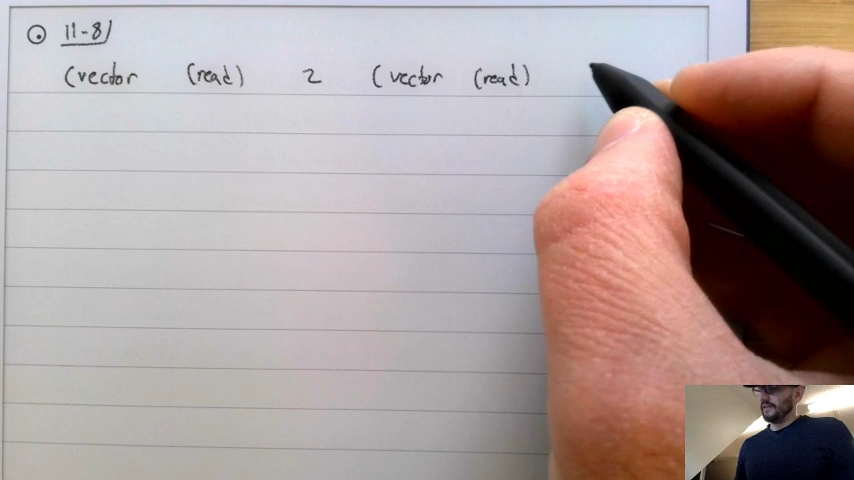 ⊙ 11-8/
(vector (read) 2 (vector (read)